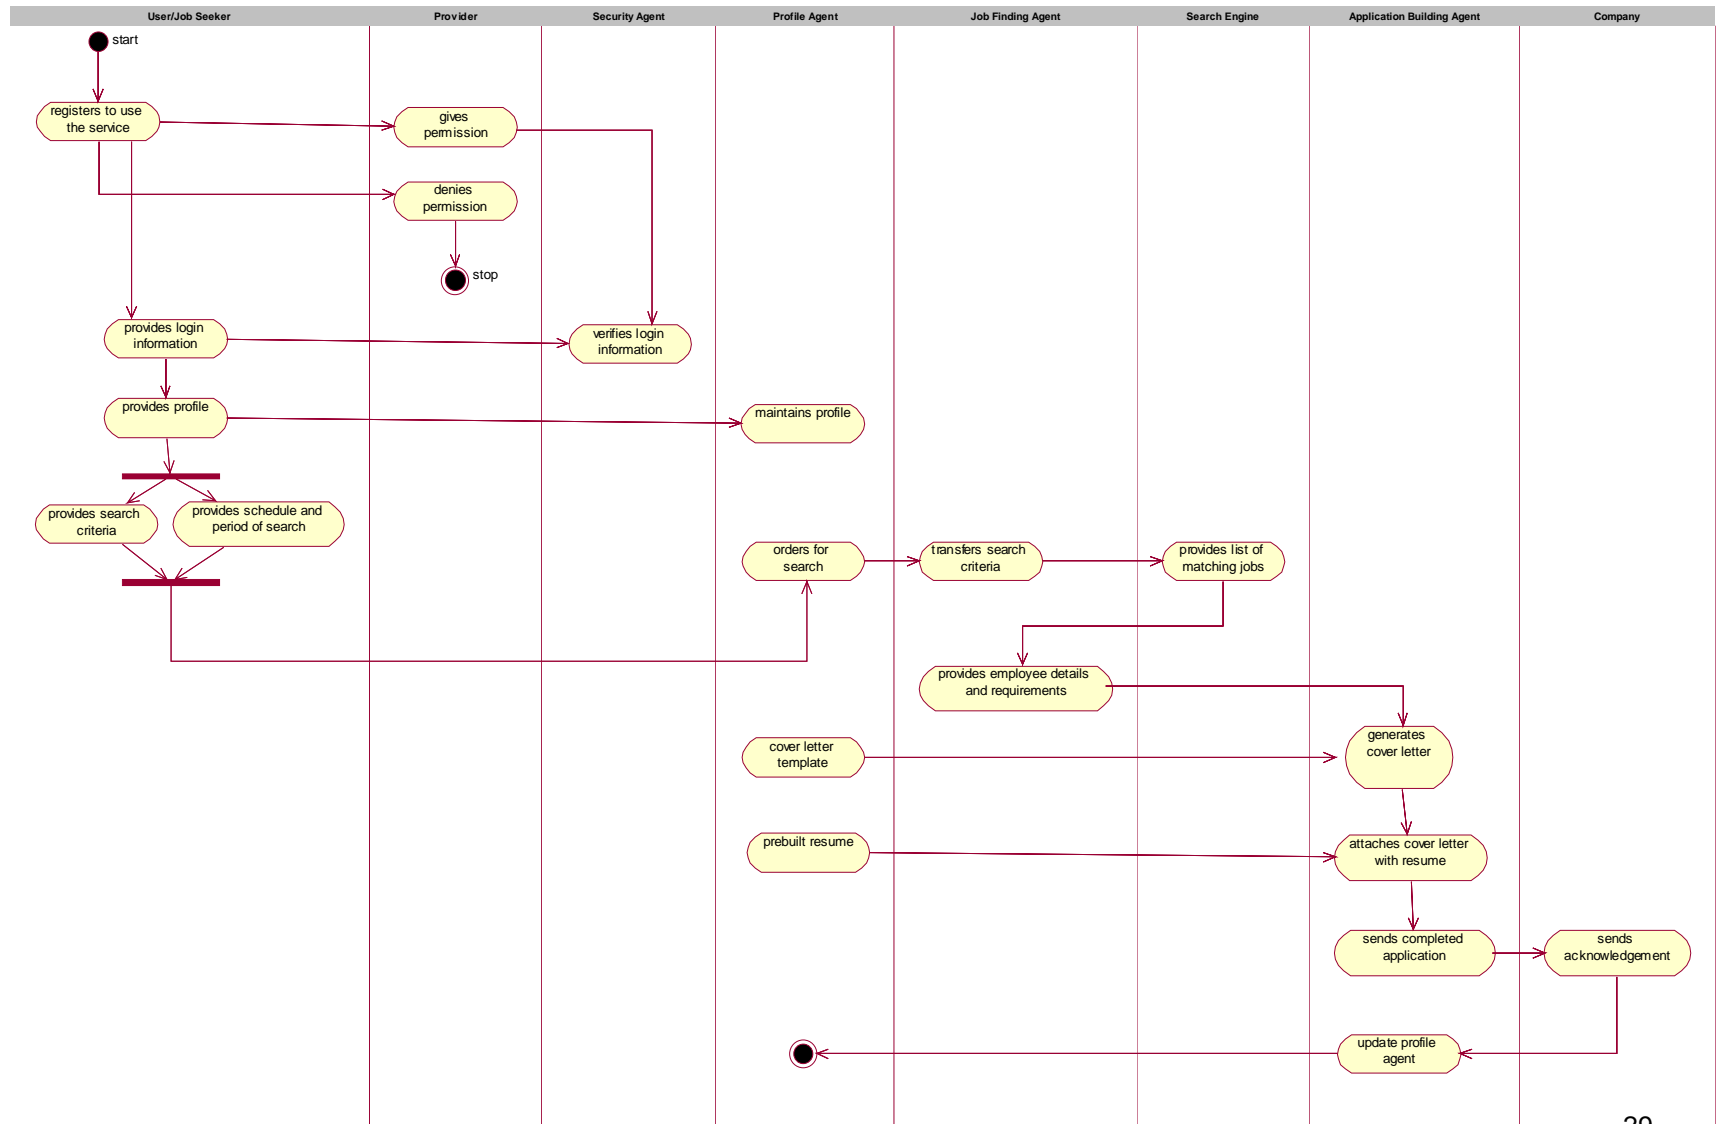 User/Job Seeker
Provider
Security Agent
Profile Agent
Job Finding Agent
Search Engine
Application Building Agent
Company
start
registers to use
the service
gives
permission
denies
permission
stop
provides login
information
verifies login
information
provides profile
maintains profile
provides search
criteria
provides schedule and
period of search
orders for
search
transfers search
criteria
provides list of
matching jobs
provides employee details
and requirements
cover letter
template
generates
cover letter
prebuilt resume
attaches cover letter
with resume
sends completed
application
sends
acknowledgement
update profile
agent